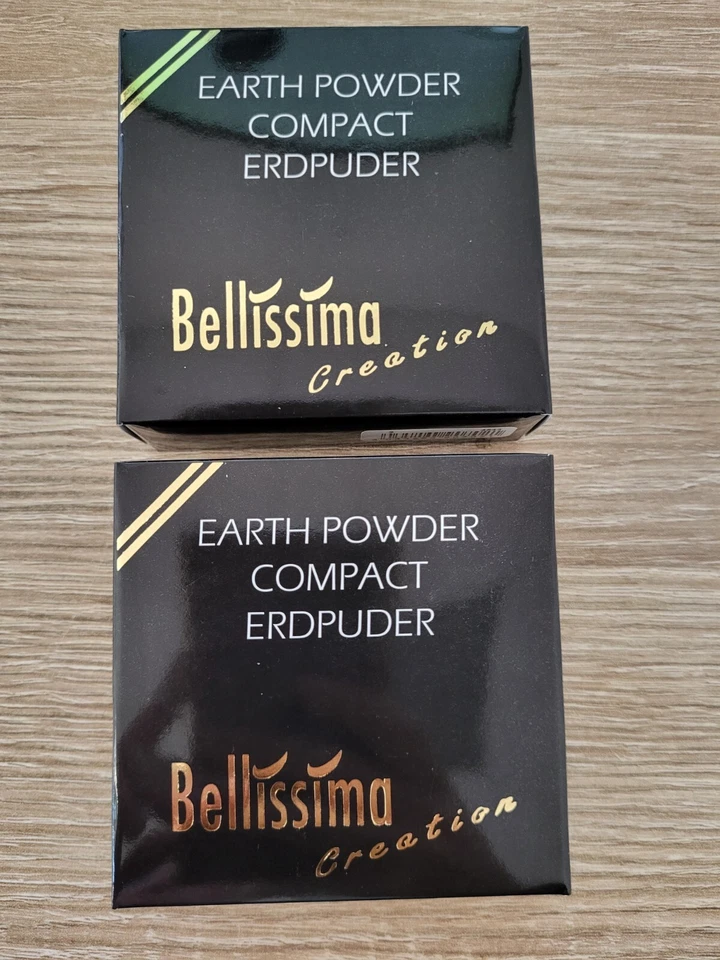 EARTH POWDER
COMPACT
ERDPUDER
Bellissima
Creation
EARTH POWDER
COMPACT
ERDPUDER
Bellissima
Creation